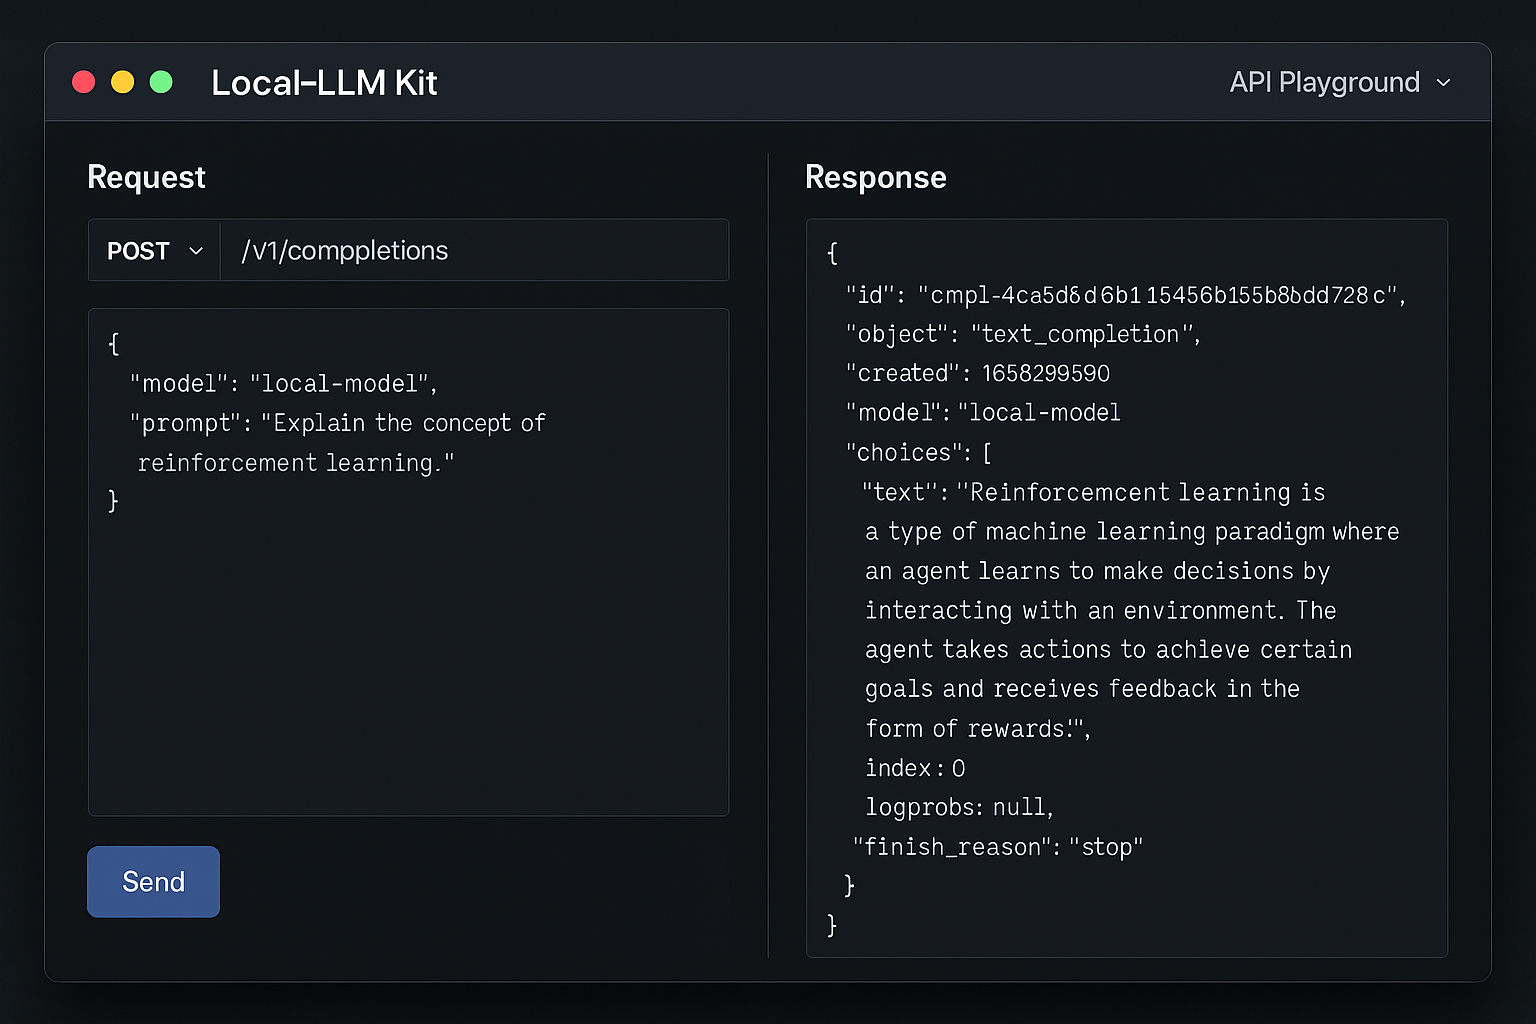 Local-LLM Kit
API Playground
Request
POST
/v1/comppletions
{
"model": "local-model",
"prompt": "Explain the concept of
reinforcement learning."
}
Send
Response
{
"id": "cmpl-4ca5d8d6b115456b155b8bdd728c",
"object": "text_completion",
"created": 1658299590
"model": "local-model
"choices": [
"text": "Reinforcemcent learning is
a type of machine learning paradigm where
an agent learns to make decisions by
interacting with an environment. The
agent takes actions to achleve certain
goals and receives feedback in the
form of rewards.'",
index: 0
logprobs: null,
"finish_reason": "stop"
}
}